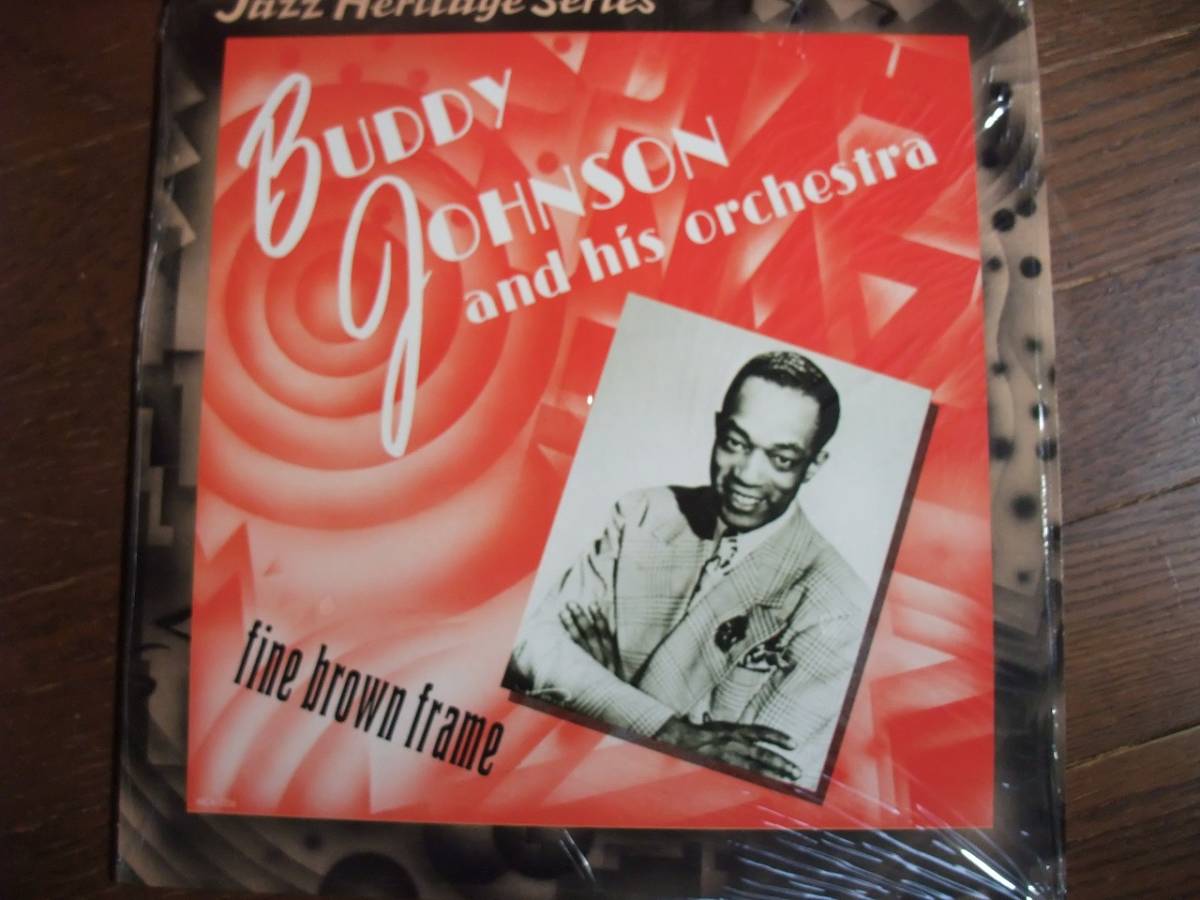 Jazz Heritage Series
BUDDY
JOHNSON
and his orchestra
fine brown frame